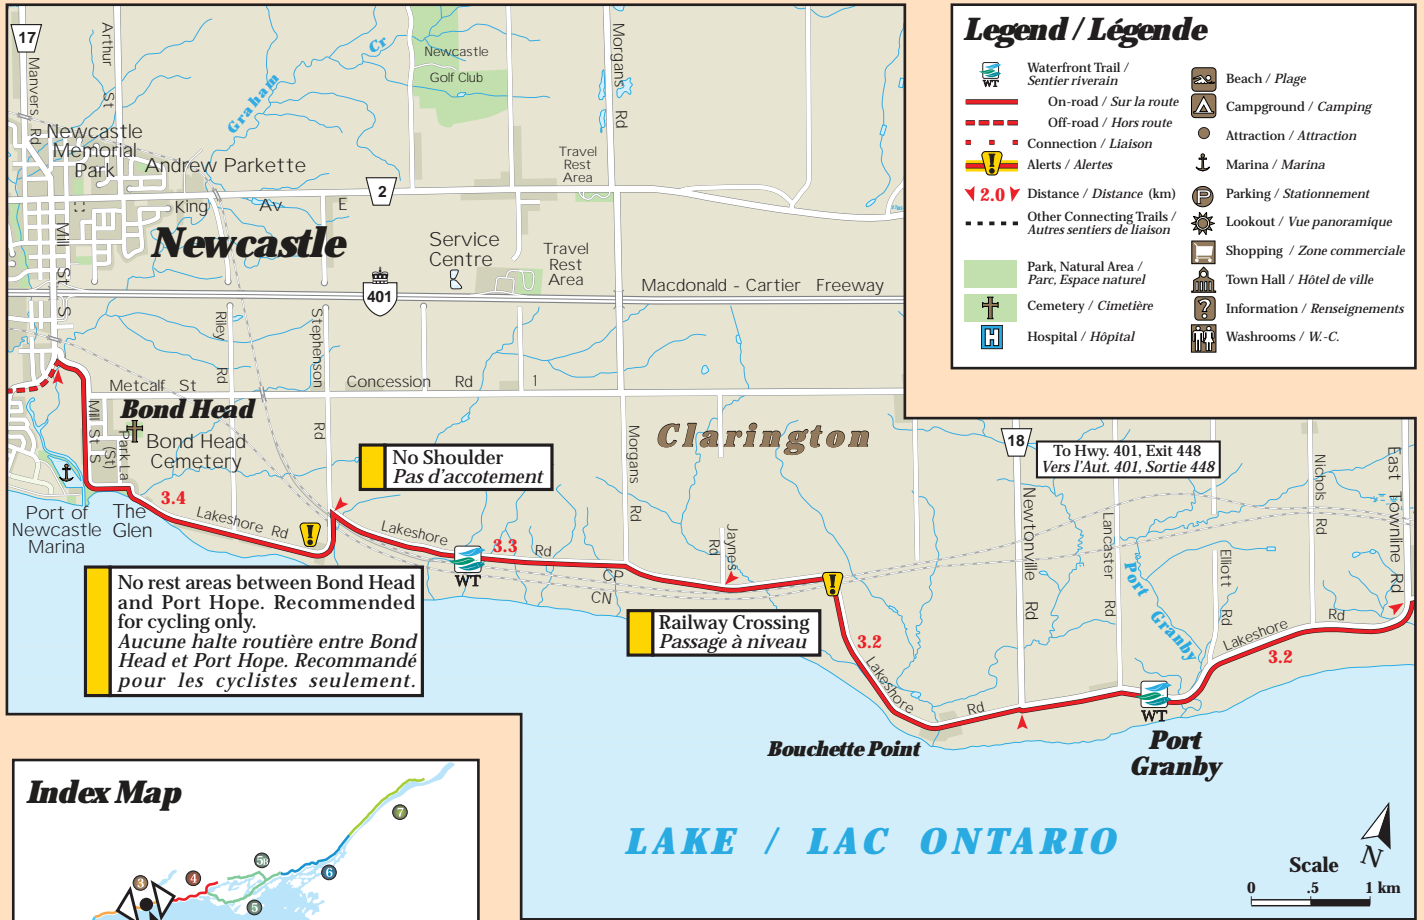 17
Manvers Rd
Arthur St
Graham Cr
Newcastle
Golf Club
Morgans Rd
Newcastle
Memorial
Park
Andrew Parkette
Travel
Rest
Area
2
King Av E
Mill St S
Newcastle
Service
Centre
Travel
Rest
Area
401
Macdonald - Cartier Freeway
Riley Rd
Stephenson Rd
Metcalf St
Concession Rd 1
Bond Head
Mill St S
Park La
(St)
Bond Head
Cemetery
Clarington
Morgans Rd
No Shoulder
Pas d'accotement
3.4
Port of
Newcastle
Marina
The
Glen
Lakeshore Rd
!
Lakeshore Rd
3.3
WT
CP
CN
Jaynes Rd
!
No rest areas between Bond Head
and Port Hope. Recommended
for cycling only.
Aucune halte routière entre Bond
Head et Port Hope. Recommandé
pour les cyclistes seulement.
Railway Crossing
Passage à niveau
3.2
Lakeshore Rd
18
To Hwy. 401, Exit 448
Vers l'Aut. 401, Sortie 448
Newtonville Rd
Lancaster Rd
Port Granby
Elliott Rd
Nichols Rd
East Townline Rd
Lakeshore Rd
3.2
WT
Bouchette Point
Port
Granby
LAKE / LAC ONTARIO
N
Scale
0 .5 1 km
Legend / Légende
Waterfront Trail /
Sentier riverain
WT
On-road / Sur la route
Off-road / Hors route
Connection / Liaison
! Alerts / Alertes
2.0 Distance / Distance (km)
Other Connecting Trails /
Autres sentiers de liaison
Park, Natural Area /
Parc, Espace naturel
Cemetery / Cimetière
H Hospital / Hôpital
Beach / Plage
Campground / Camping
Attraction / Attraction
Marina / Marina
P Parking / Stationnement
Lookout / Vue panoramique
Shopping / Zone commerciale
Town Hall / Hôtel de ville
? Information / Renseignements
Washrooms / W.-C.
Index Map
7
5B
6
4
3
5